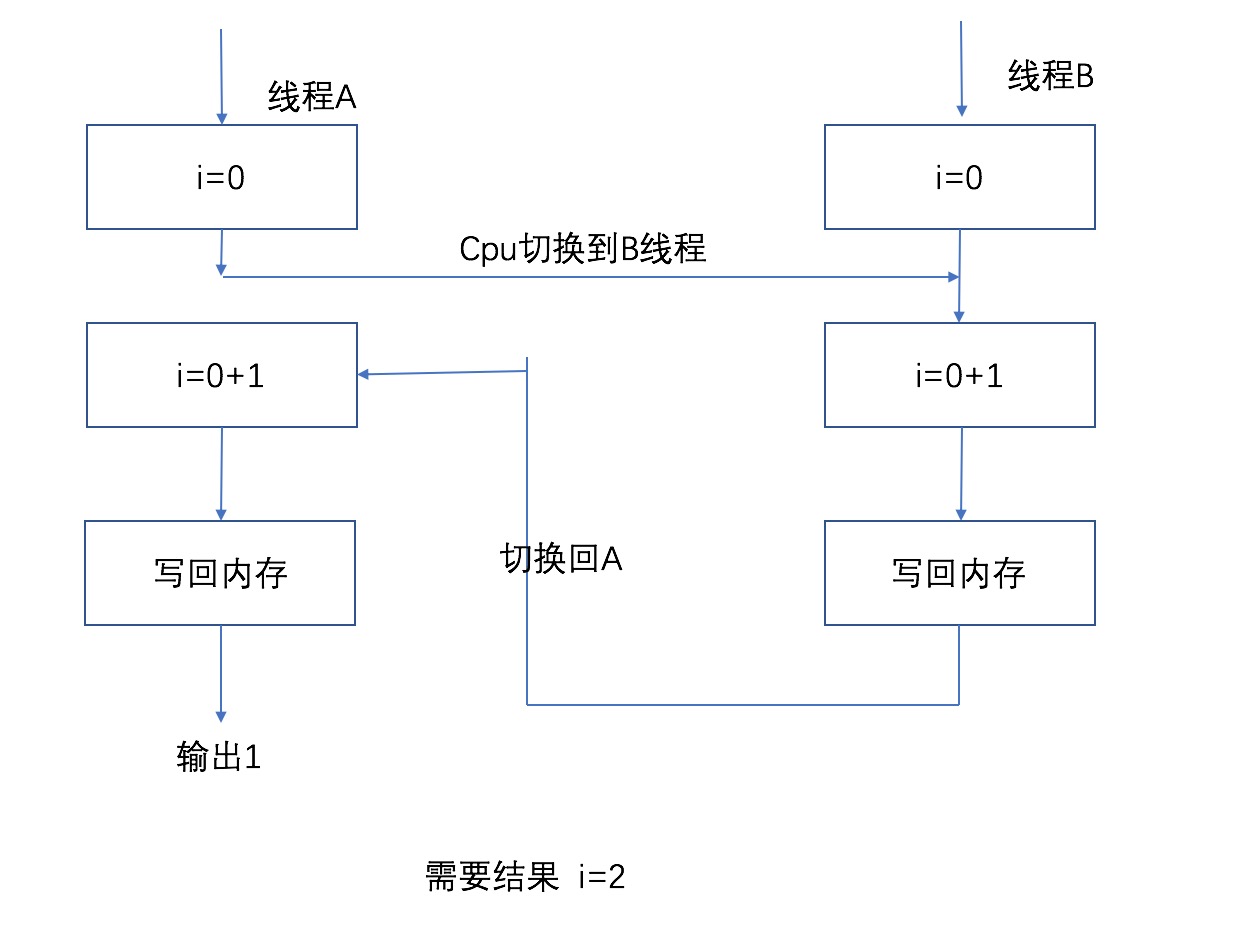 线程A
线程B
i=0
i=0
Cpu切换到B线程
i=0+1
i=0+1
写回内存
切换回A
写回内存
输出1
需要结果 i=2